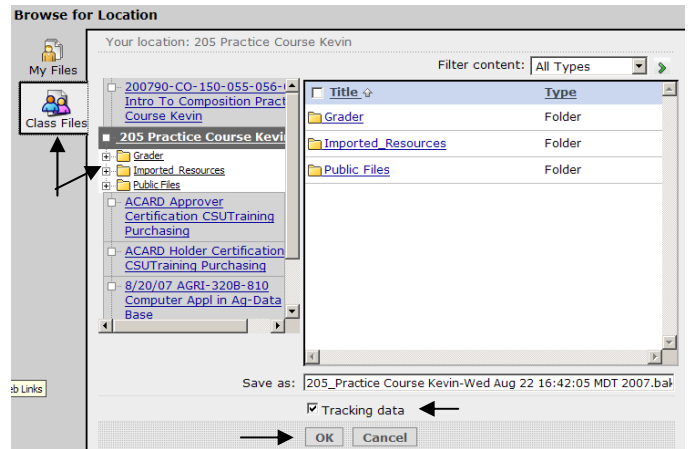 Browse for Location
My Files
Class Files
Your location: 205 Practice Course Kevin
Filter content: All Types
200790-CO-150-055-056-
Intro To Composition Pract
Course Kevin
205 Practice Course Kevi
Grader
Imported_Resources
Public Files
ACARD Approver
Certification CSUTraining
Purchasing
ACARD Holder Certification
CSUTraining Purchasing
8/20/07 AGRI-320B-810
Computer Appl in Ag-Data
Base
Title Type
Grader Folder
Imported_Resources Folder
Public Files Folder
eb Links
Save as: 205_Practice Course Kevin-Wed Aug 22 16:42:05 MDT 2007.bak
Tracking data
OK Cancel